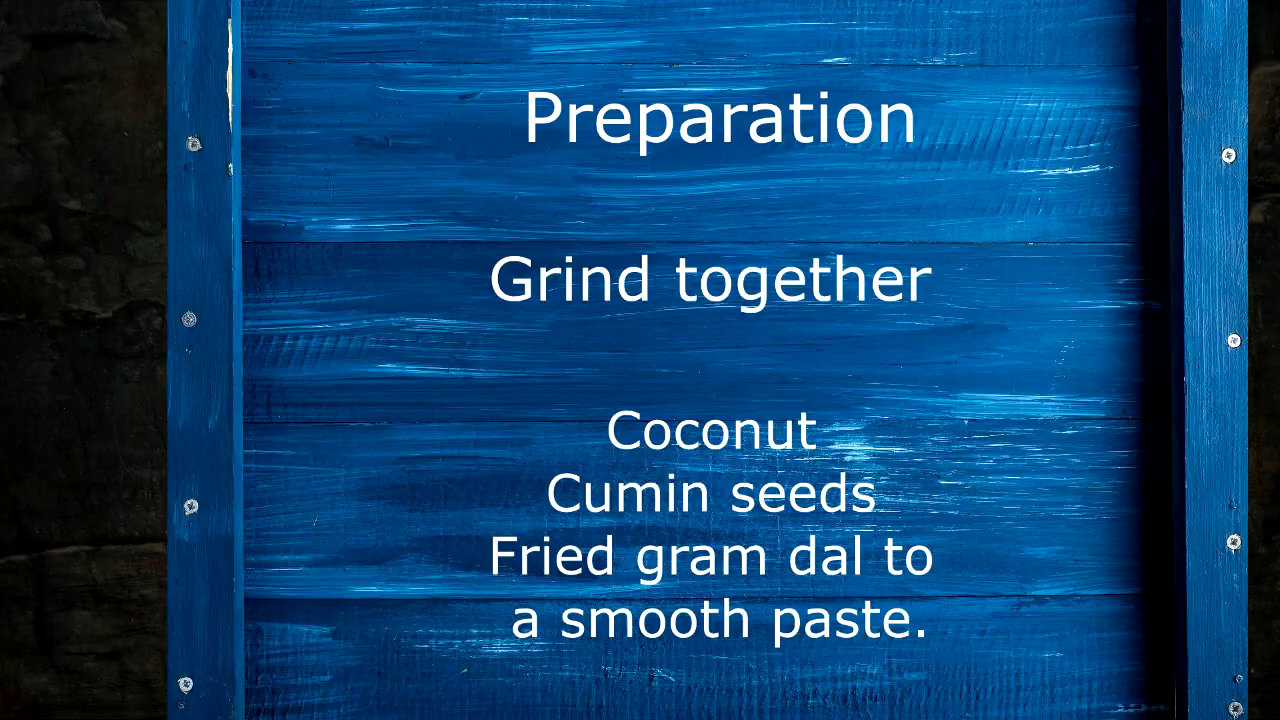 Preparation
Grind together
Coconut
Cumin seeds
Fried gram dal to
a smooth paste.